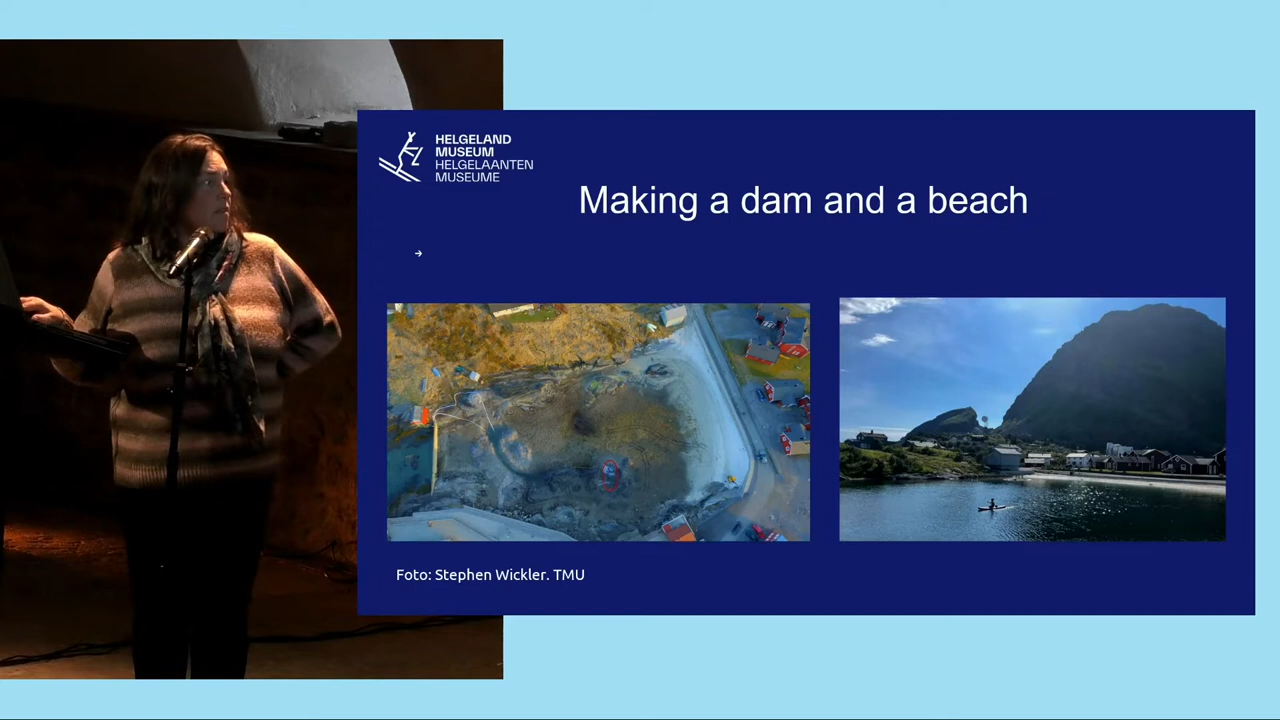 HELGELAND
MUSEUM
HELGELAANTEN
MUSEUME
Making a dam and a beach
Foto: Stephen Wickler. TMU